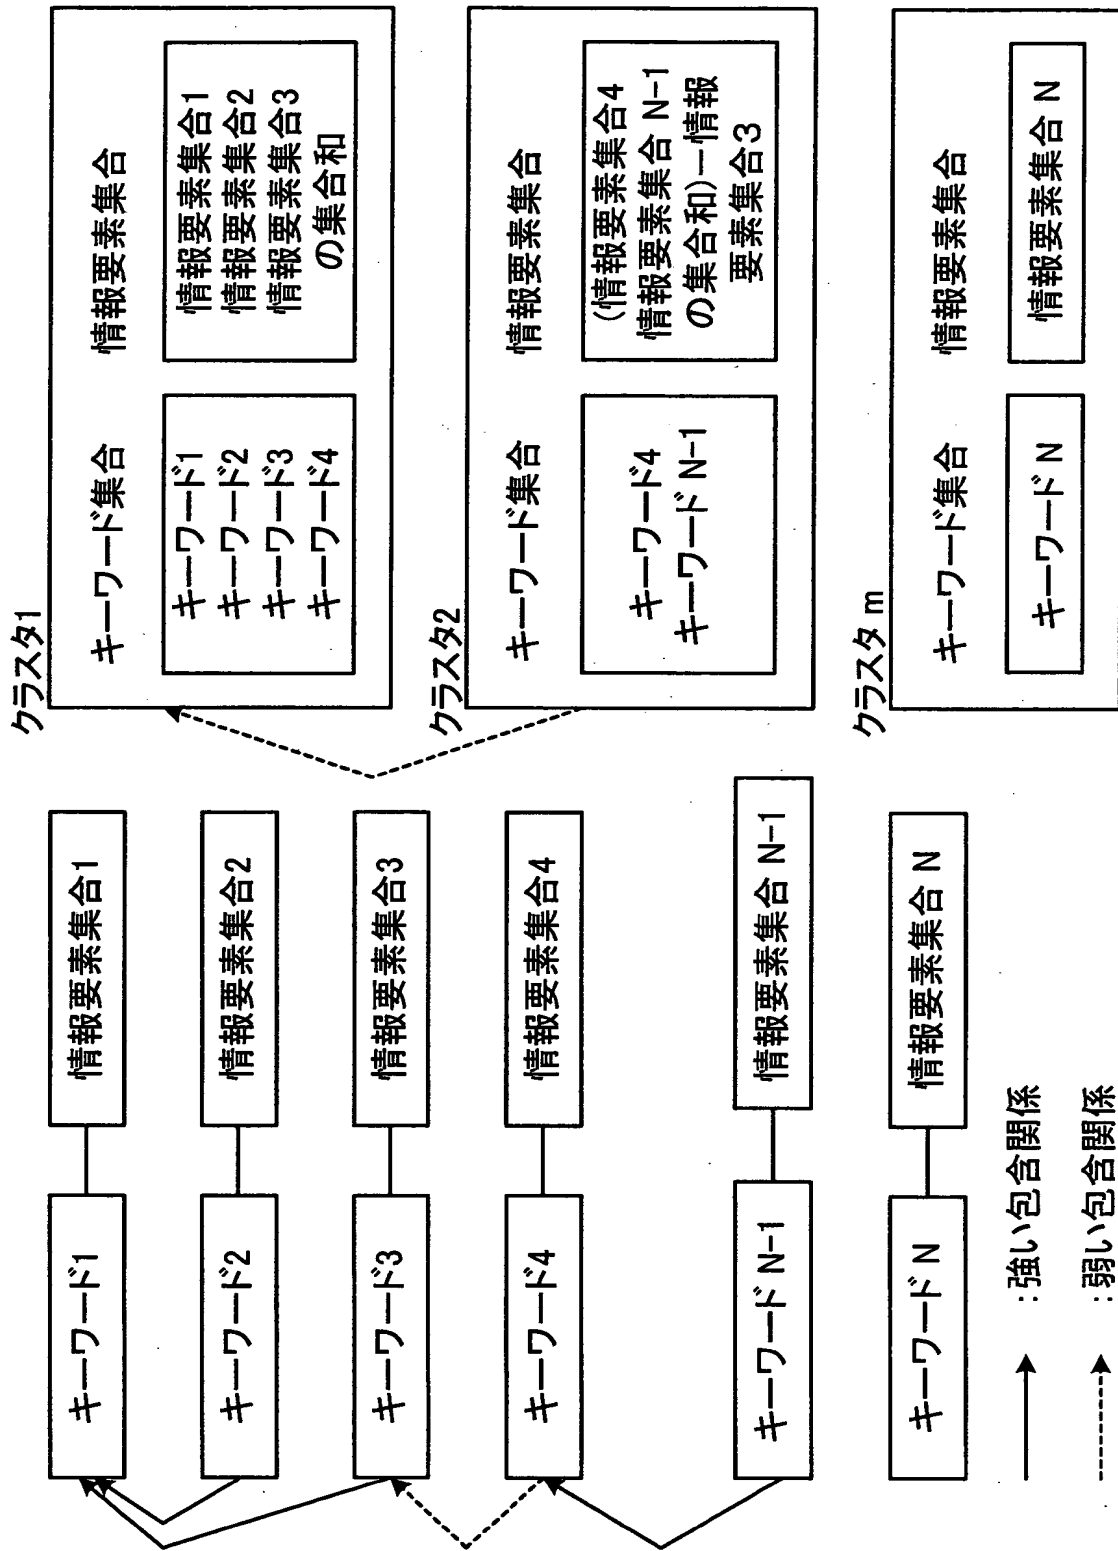 キーワード1
情報要素集合1
キーワード2
情報要素集合2
キーワード3
情報要素集合3
キーワード4
情報要素集合4
キーワード N-1
情報要素集合 N-1
キーワード N
情報要素集合 N
:強い包含関係
:弱い包含関係
クラスタ1
キーワード集合
情報要素集合
キーワード1
キーワード2
キーワード3
キーワード4
情報要素集合1
情報要素集合2
情報要素集合3
の集合和
クラスタ2
キーワード集合
情報要素集合
キーワード4
キーワード N-1
(情報要素集合4
情報要素集合 N-1
の集合和)ー情報
要素集合3
クラスタ m
キーワード集合
情報要素集合
キーワード N
情報要素集合 N